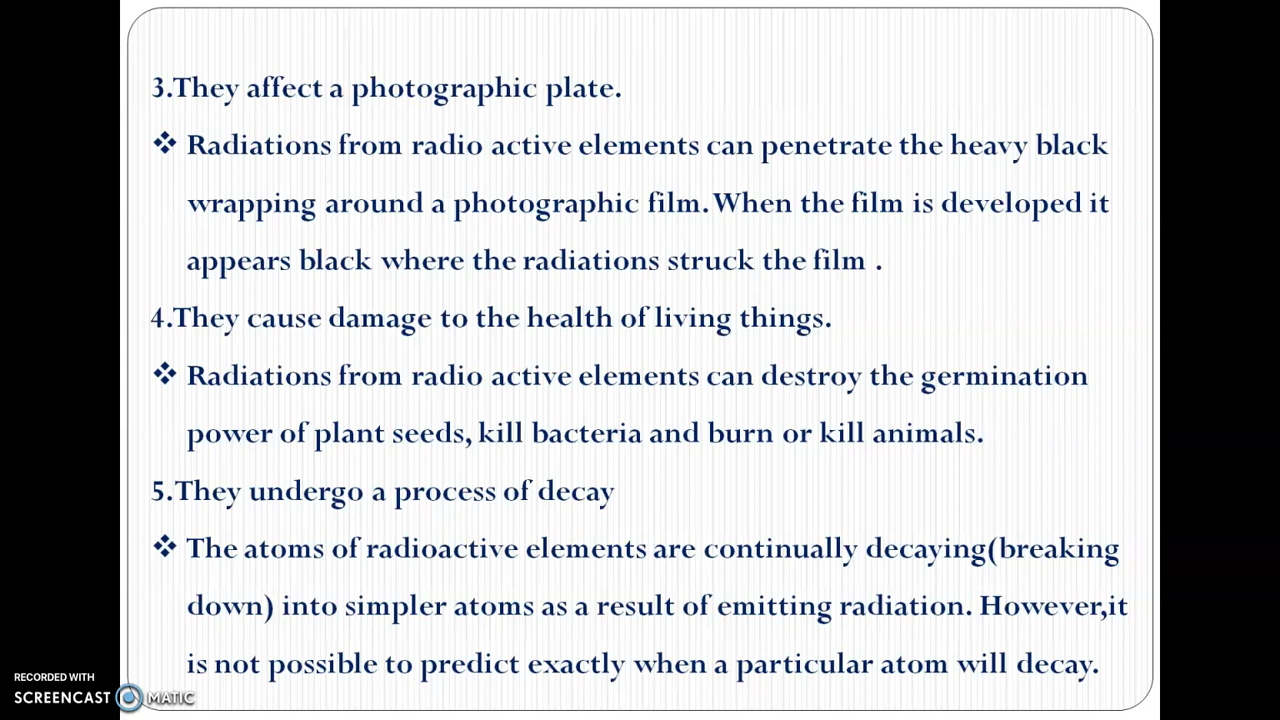 3.They affect a photographic plate.
❖ Radiations from radio active elements can penetrate the heavy black
wrapping around a photographic film. When the film is developed it
appears black where the radiations struck the film .
4.They cause damage to the health of living things.
❖ Radiations from radio active elements can destroy the germination
power of plant seeds, kill bacteria and burn or kill animals.
5.They undergo a process of decay
❖ The atoms of radioactive elements are continually decaying(breaking
down) into simpler atoms as a result of emitting radiation. However,it
is not possible to predict exactly when a particular atom will decay.
RECORDED WITH
SCREENCAST MATIC